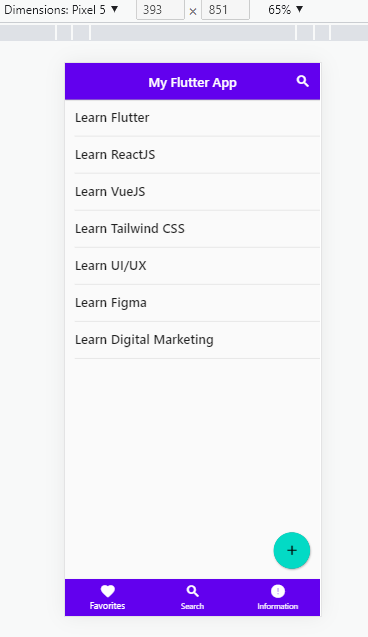 Dimensions: Pixel 5 ▼ 393 × 851 65% ▼
My Flutter App
Learn Flutter
Learn ReactJS
Learn VueJS
Learn Tailwind CSS
Learn UI/UX
Learn Figma
Learn Digital Marketing
+
Favorites Search Information